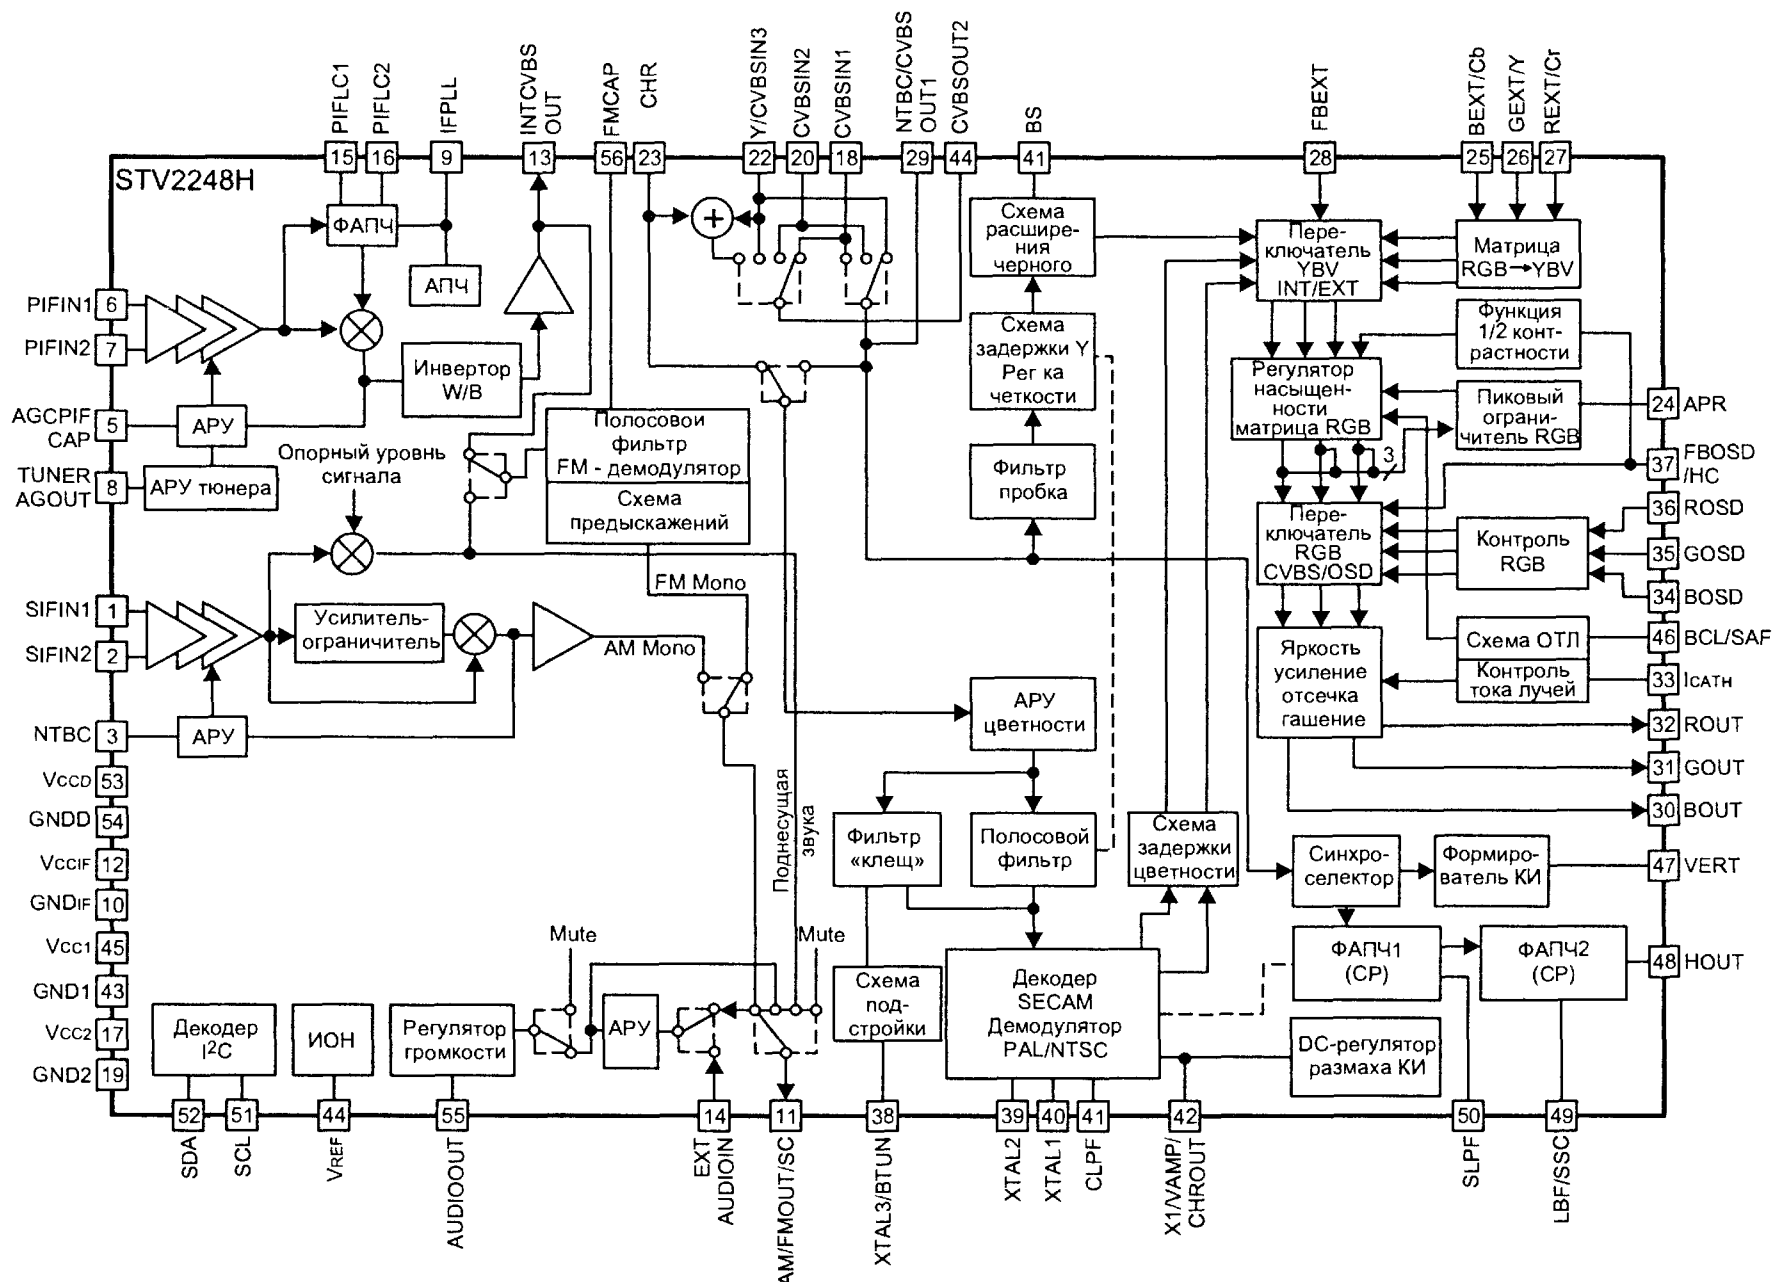 PIFLC1
PIFLC2
IFPLL
INTCVBS
OUT
FMCAP
CHR
Y/CVBSIN3
CVBSIN2
CVBSIN1
NTBC/CVBS
OUT1
CVBSOUT2
BS
FBEXT
BEXT/Cb
GEXT/Y
REXT/Cr
15
16
9
13
56
23
22
20
18
29
44
41
28
25
26
27
STV2248H
ФАПЧ
АПЧ
+
Схема
расшире-
ния
черного
Пере-
ключатель
YBV
INT/EXT
Матрица
RGB→YBV
PIFIN1
6
PIFIN2
7
Инвертор
W/B
Схема
задержки Y
Рег ка
четкости
Функция
1/2 конт-
растности
Регулятор
насыщен-
ности
матрица RGB
Пиковый
ограни-
читель RGB
24
APR
AGCPIF
CAP
5
АРУ
TUNER
AGOUT
8
АРУ тюнера
Опорный уровнь
сигнала
Полосовои
фильтр
FM - демодулятор
Схема
предыскажений
Фильтр
пробка
3
37
FBOSD
/HC
Пере-
ключатель
RGB
CVBS/OSD
Контроль
RGB
36
ROSD
35
GOSD
34
BOSD
FM Mono
SIFIN1
1
SIFIN2
2
Усилитель-
ограничитель
AM Mono
Яркость
усиление
отсечка
гашение
Схема ОТЛ
Контроль
тока лучей
46
BCL/SAF
33
ICATH
32
ROUT
31
GOUT
30
BOUT
NTBC
3
АРУ
АРУ
цветности
VCCD
53
GNDD
54
VCCIF
12
GNDIF
10
VCC1
45
GND1
43
VCC2
17
GND2
19
Поднесущая
звука
Фильтр
«клещ»
Полосовой
фильтр
Схема
задержки
цветности
Синхро-
селектор
Формиро-
ватель КИ
47
VERT
ФАПЧ1
(CP)
ФАПЧ2
(CP)
48
HOUT
Mute
Mute
Декодер
I2C
ИОН
Регулятор
громкости
АРУ
Схема
под-
стройки
Декодер
SECAM
Демодулятор
PAL/NTSC
DC-регулятор
размаха КИ
52
51
44
55
14
11
38
39
40
41
42
50
49
SDA
SCL
VREF
AUDIOOUT
EXT
AUDIOIN
AM/FMOUT/SC
XTAL3/BTUN
XTAL2
XTAL1
CLPF
X1/VAMP/
CHROUT
SLPF
LBF/SSC